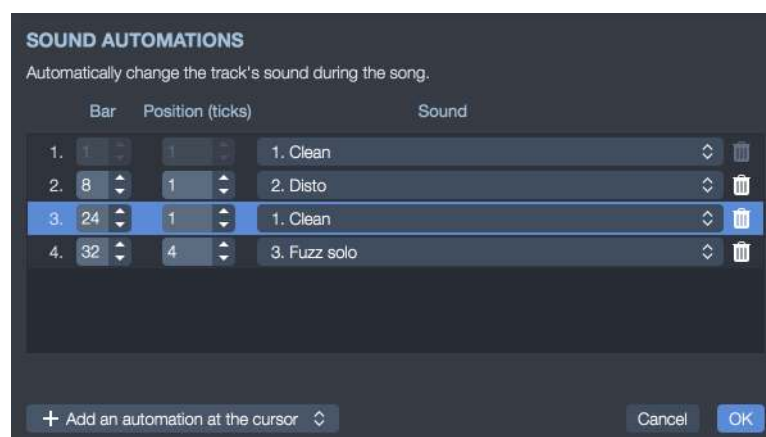 SOUND AUTOMATIONS
Automatically change the track's sound during the song.
Bar Position (ticks) Sound
1. 1 1 1. Clean
2. 8 1 2. Disto
3. 24 1 1. Clean
4. 32 4 3. Fuzz solo
+ Add an automation at the cursor Cancel OK